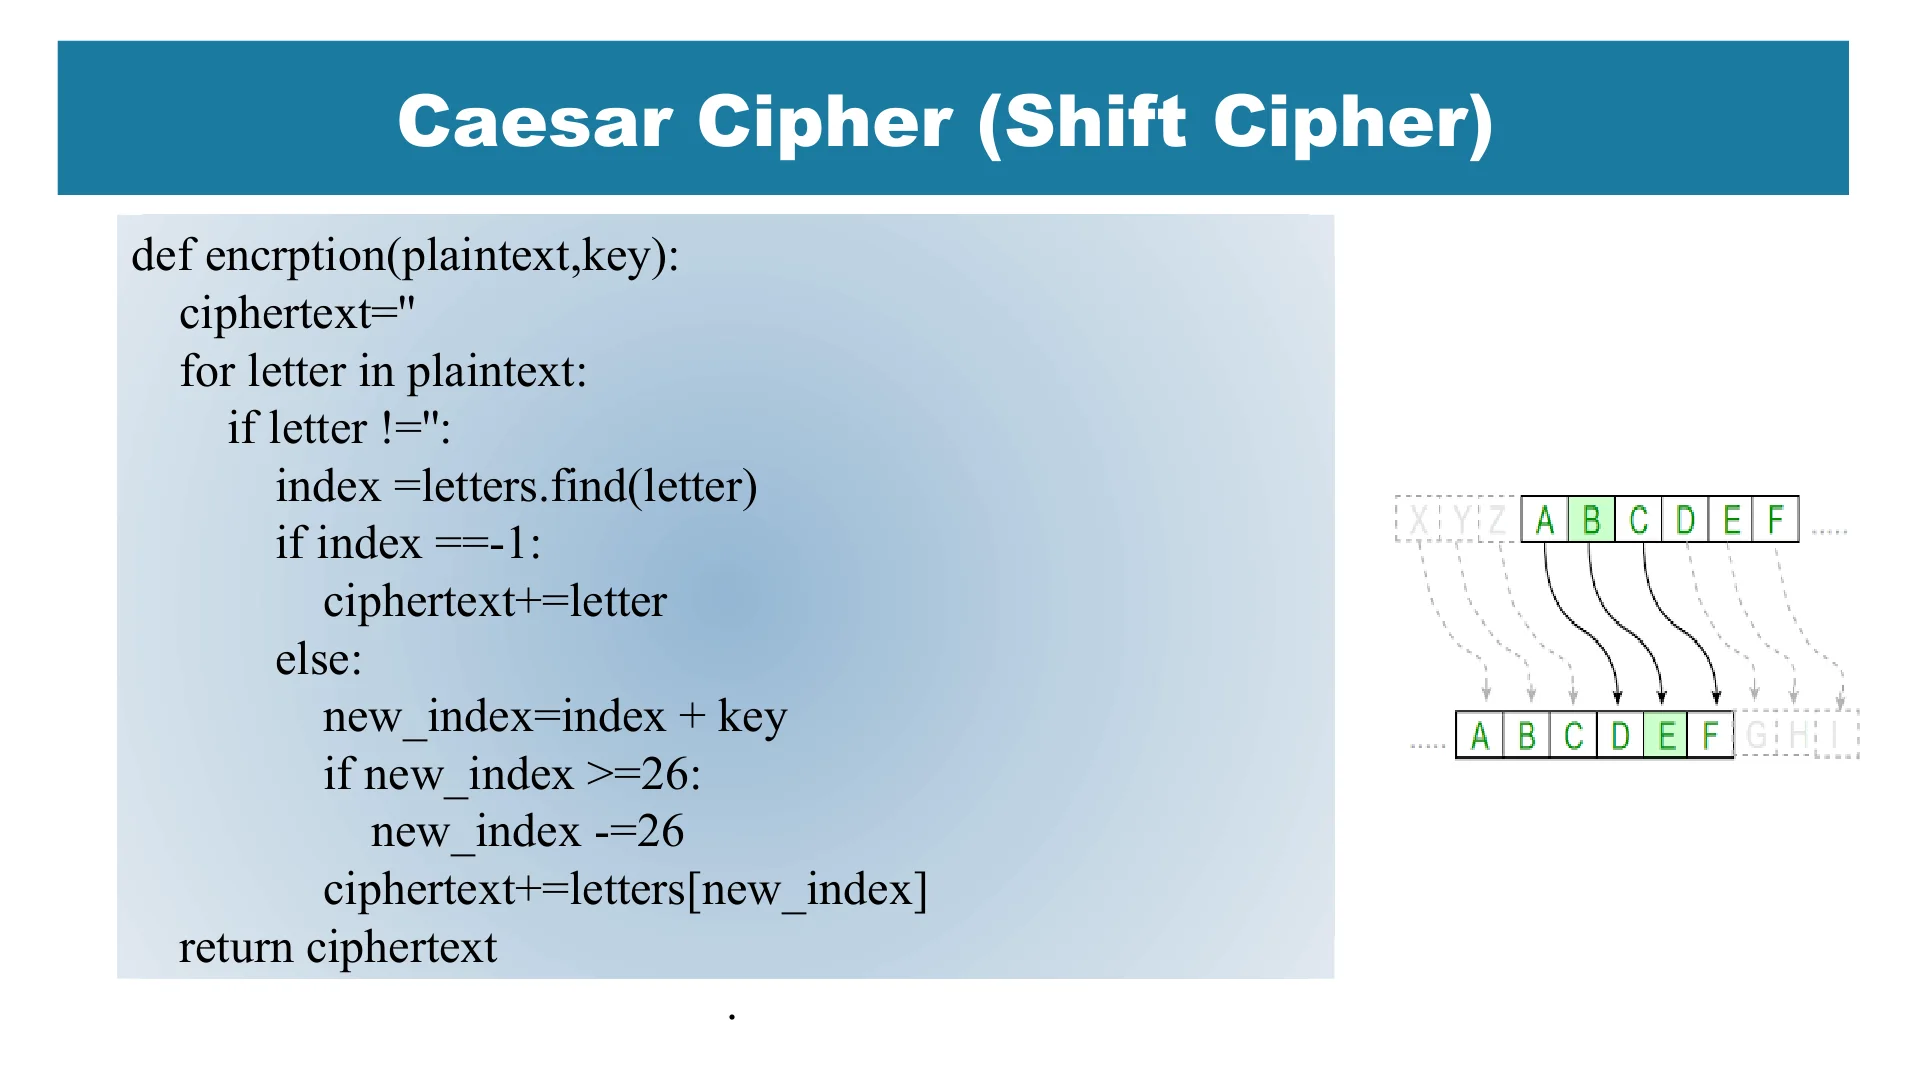 Caesar Cipher (Shift Cipher)
def encrption(plaintext,key):
ciphertext=''
for letter in plaintext:
if letter !='':
index =letters.find(letter)
if index ==-1:
ciphertext+=letter
else:
new_index=index + key
if new_index >=26:
new_index -=26
ciphertext+=letters[new_index]
return ciphertext
.
X Y Z A B C D E F .....
..... A B C D E F G H I